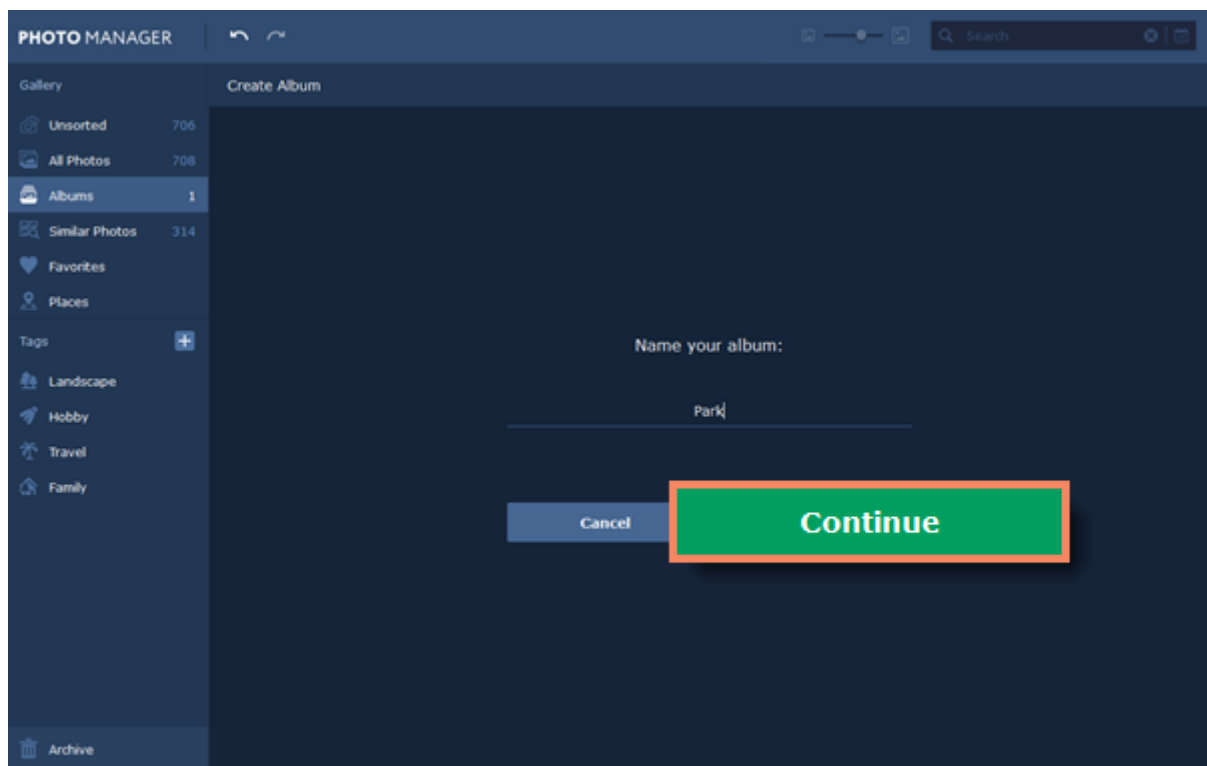 PHOTO MANAGER
Search
Gallery
Create Album
Unsorted 706
All Photos 708
Albums 1
Similar Photos 314
Favorites
Places
Tags
Name your album:
Landscape
Park
Hobby
Travel
Family
Cancel
Continue
Archive